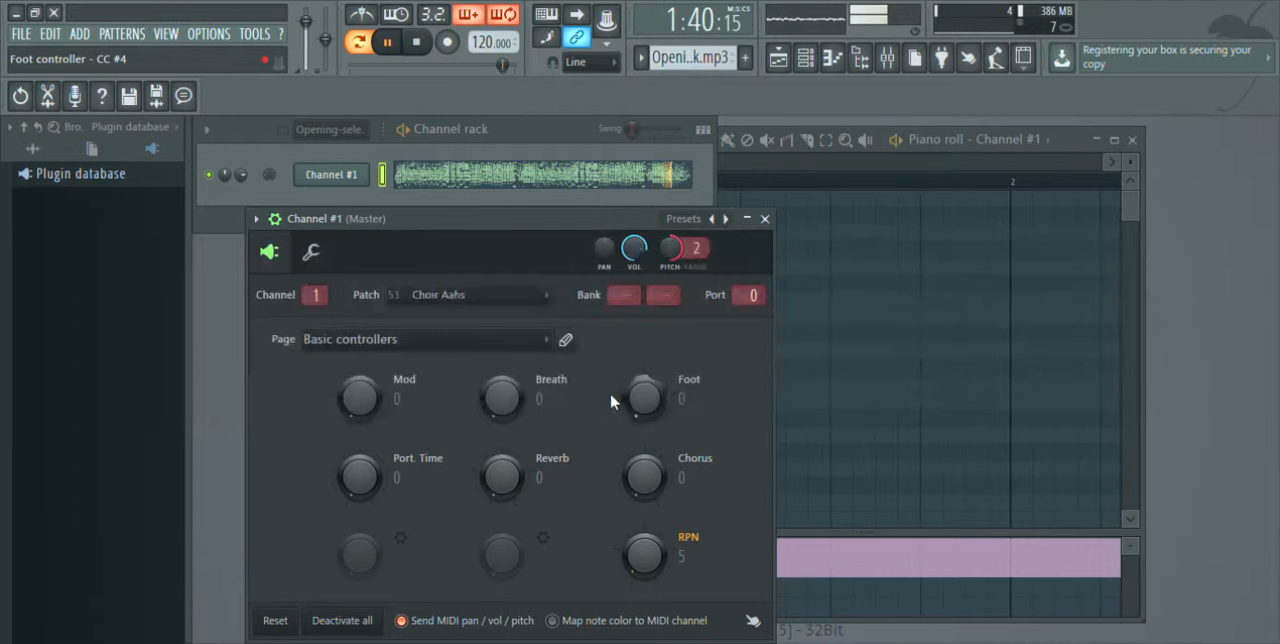 3.2.
1:40:15
M:S:CS
4
386 MB
7
FILE EDIT ADD PATTERNS VIEW OPTIONS TOOLS ?
120.000
Foot controller - CC #4
Line
Openi..k.mp3
Registering your box is securing your
copy
Bro.. Plugin database
Plugin database
Opening-sele..
Channel rack
Swing
Channel #1
Piano roll - Channel #1
2
Channel #1 (Master)
Presets
2
PAN VOL PITCH RANGE
Channel 1 Patch 53 Choir Aahs Bank Port 0
Page Basic controllers
Mod
0
Breath
0
Foot
0
Port. Time
0
Reverb
0
Chorus
0
RPN
5
Reset Deactivate all Send MIDI pan / vol / pitch Map note color to MIDI channel
5] - 32Bit